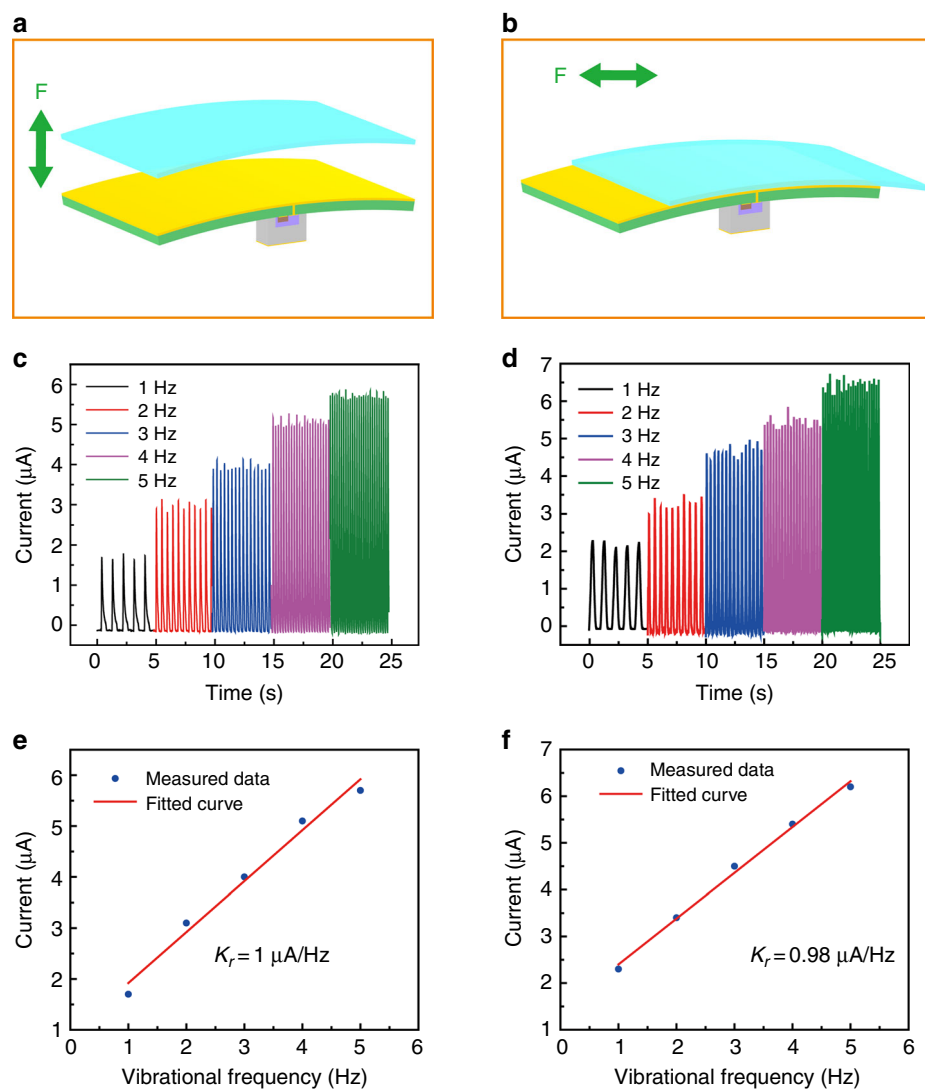 a
F
b
F
c
1 Hz
2 Hz
3 Hz
4 Hz
5 Hz
6
5
4
3
2
1
0
Current (μA)
0 5 10 15 20 25
Time (s)
d
1 Hz
2 Hz
3 Hz
4 Hz
5 Hz
7
6
5
4
3
2
1
0
Current (μA)
0 5 10 15 20 25
Time (s)
e
Measured data
Fitted curve
6
5
4
3
2
1
Current (μA)
Kr = 1 μA/Hz
0 1 2 3 4 5 6
Vibrational frequency (Hz)
f
Measured data
Fitted curve
7
6
5
4
3
2
1
Current (μA)
Kr = 0.98 μA/Hz
0 1 2 3 4 5 6
Vibrational frequency (Hz)